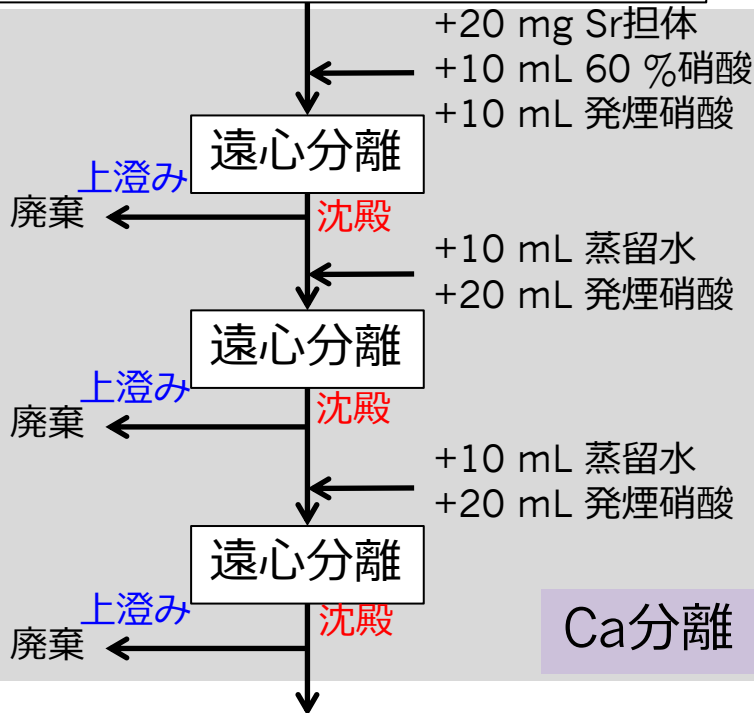 +20 mg Sr担体
+10 mL 60 %硝酸
+10 mL 発煙硝酸
遠心分離
上澄み
廃棄
沈殿
+10 mL 蒸留水
+20 mL 発煙硝酸
遠心分離
上澄み
廃棄
沈殿
+10 mL 蒸留水
+20 mL 発煙硝酸
遠心分離
上澄み
廃棄
沈殿
Ca分離